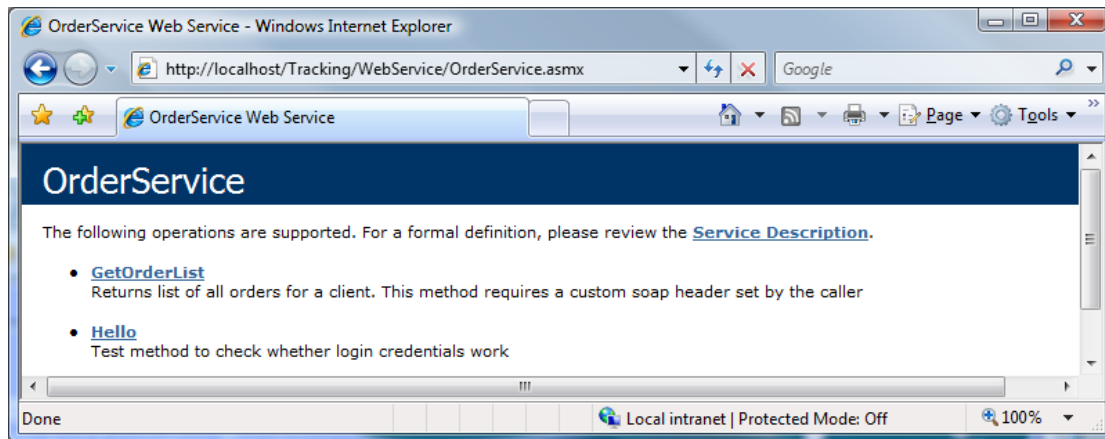 OrderService Web Service - Windows Internet Explorer
http://localhost/Tracking/WebService/OrderService.asmx
Google
OrderService Web Service
Page
Tools
OrderService
The following operations are supported. For a formal definition, please review the Service Description.
• GetOrderList
Returns list of all orders for a client. This method requires a custom soap header set by the caller
• Hello
Test method to check whether login credentials work
Done
Local intranet | Protected Mode: Off
100%